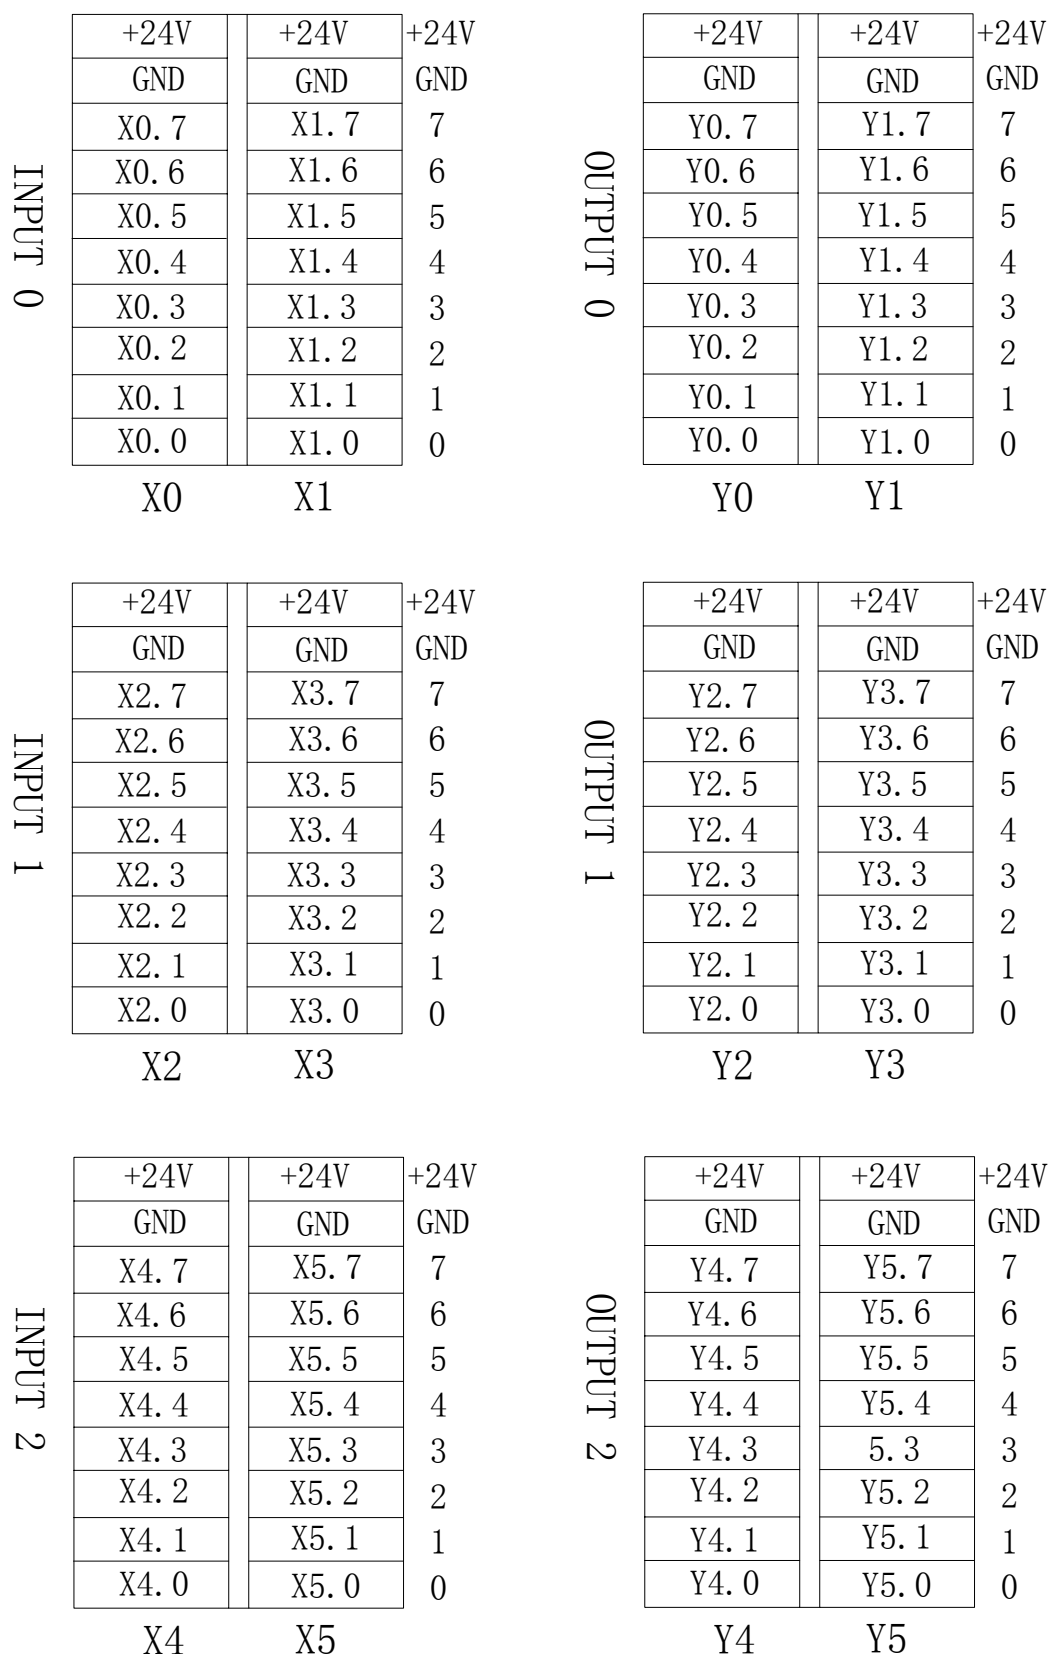 INPUT 0
+24V +24V +24V
GND GND GND
X0.7 X1.7 7
X0.6 X1.6 6
X0.5 X1.5 5
X0.4 X1.4 4
X0.3 X1.3 3
X0.2 X1.2 2
X0.1 X1.1 1
X0.0 X1.0 0
X0 X1
OUTPUT 0
+24V +24V +24V
GND GND GND
Y0.7 Y1.7 7
Y0.6 Y1.6 6
Y0.5 Y1.5 5
Y0.4 Y1.4 4
Y0.3 Y1.3 3
Y0.2 Y1.2 2
Y0.1 Y1.1 1
Y0.0 Y1.0 0
Y0 Y1
INPUT 1
+24V +24V +24V
GND GND GND
X2.7 X3.7 7
X2.6 X3.6 6
X2.5 X3.5 5
X2.4 X3.4 4
X2.3 X3.3 3
X2.2 X3.2 2
X2.1 X3.1 1
X2.0 X3.0 0
X2 X3
OUTPUT 1
+24V +24V +24V
GND GND GND
Y2.7 Y3.7 7
Y2.6 Y3.6 6
Y2.5 Y3.5 5
Y2.4 Y3.4 4
Y2.3 Y3.3 3
Y2.2 Y3.2 2
Y2.1 Y3.1 1
Y2.0 Y3.0 0
Y2 Y3
INPUT 2
+24V +24V +24V
GND GND GND
X4.7 X5.7 7
X4.6 X5.6 6
X4.5 X5.5 5
X4.4 X5.4 4
X4.3 X5.3 3
X4.2 X5.2 2
X4.1 X5.1 1
X4.0 X5.0 0
X4 X5
OUTPUT 2
+24V +24V +24V
GND GND GND
Y4.7 Y5.7 7
Y4.6 Y5.6 6
Y4.5 Y5.5 5
Y4.4 Y5.4 4
Y4.3 5.3 3
Y4.2 Y5.2 2
Y4.1 Y5.1 1
Y4.0 Y5.0 0
Y4 Y5